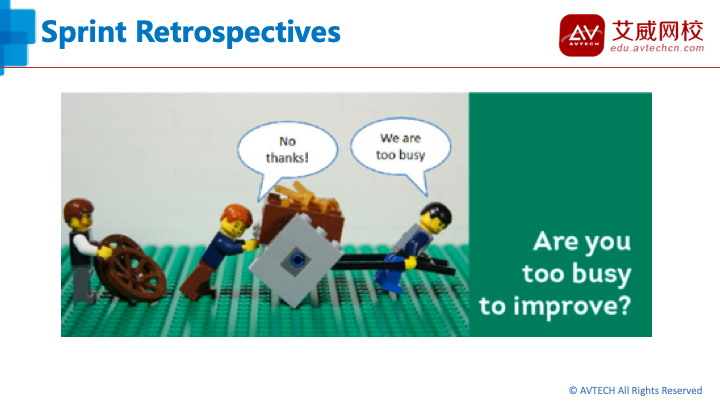 Sprint Retrospectives
AVTECH
艾威网校
edu.avtechcn.com
No
thanks!
We are
too busy
Are you
too busy
to improve?
© AVTECH All Rights Reserved